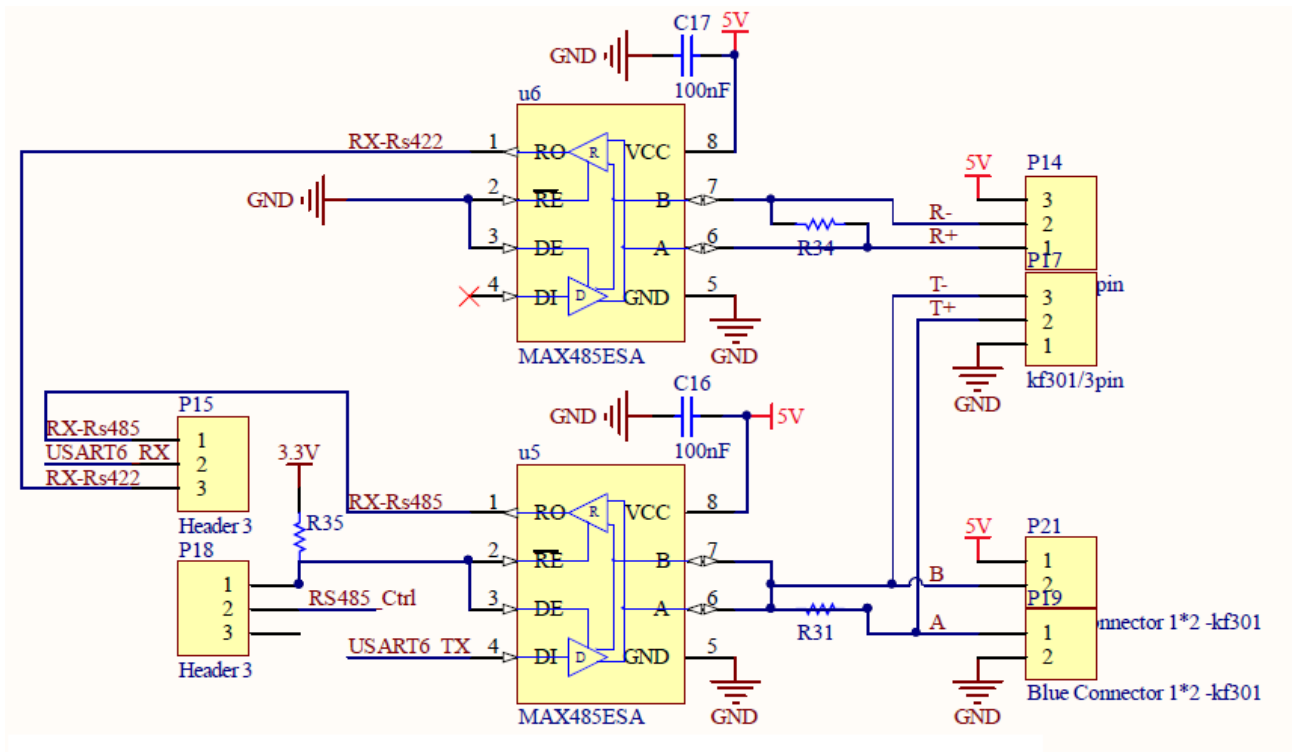 C17 5V
GND
100nF
u6
RX-Rs422 1 RO R VCC 8
5V P14
GND 2 RE B 7 3
R- 2
3 DE A 6 R34 R+ 1
P17
4 DI D GND 5 T- 3 pin
T+ 2
1
MAX485ESA GND
kf301/3pin
GND
C16
P15 GND 5V
RX-Rs485 1
USART6_RX 2 3.3V 100nF
RX-Rs422 3 u5
RX-Rs485 1 RO R VCC 8
Header 3 R35 5V P21
P18 2 RE B 7 1
1 B 2
RS485_Ctrl P19
2 3 DE A 6
3 R31 A 1 nnector 1*2 -kf301
USART6_TX 4 DI D GND 5 2
Header 3
Blue Connector 1*2 -kf301
MAX485ESA GND GND